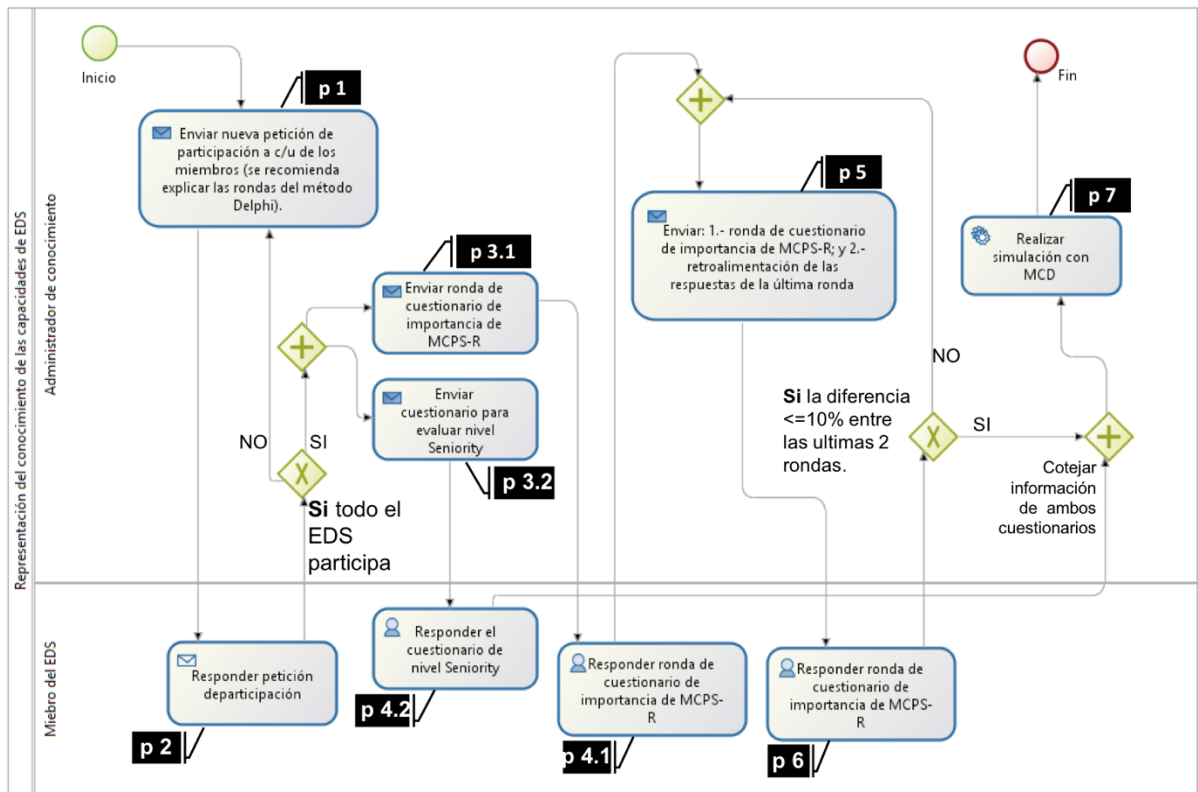 Representación del conocimiento de las capacidades de EDS
Administrador de conocimiento
Inicio
p 1
Enviar nueva petición de
participación a c/u de los
miembros (se recomienda
explicar las rondas del método
Delphi).
p 3.1
Enviar ronda de
cuestionario de
importancia de
MCPS-R
Enviar
cuestionario para
evaluar nivel
Seniority
p 3.2
NO
SI
Si todo el
EDS
participa
p 5
Enviar: 1.- ronda de cuestionario
de importancia de MCPS-R; y 2.-
retroalimentación de las
respuestas de la última ronda
Fin
p 7
Realizar
simulación con
MCD
NO
Si la diferencia
<=10% entre
las ultimas 2
rondas.
SI
Cotejar
información
de ambos
cuestionarios
Miebro del EDS
Responder petición
departicipación
p 2
Responder el
cuestionario de
nivel Seniority
p 4.2
Responder ronda de
cuestionario de
importancia de MCPS-
R
p 4.1
Responder ronda de
cuestionario de
importancia de MCPS-
R
p 6